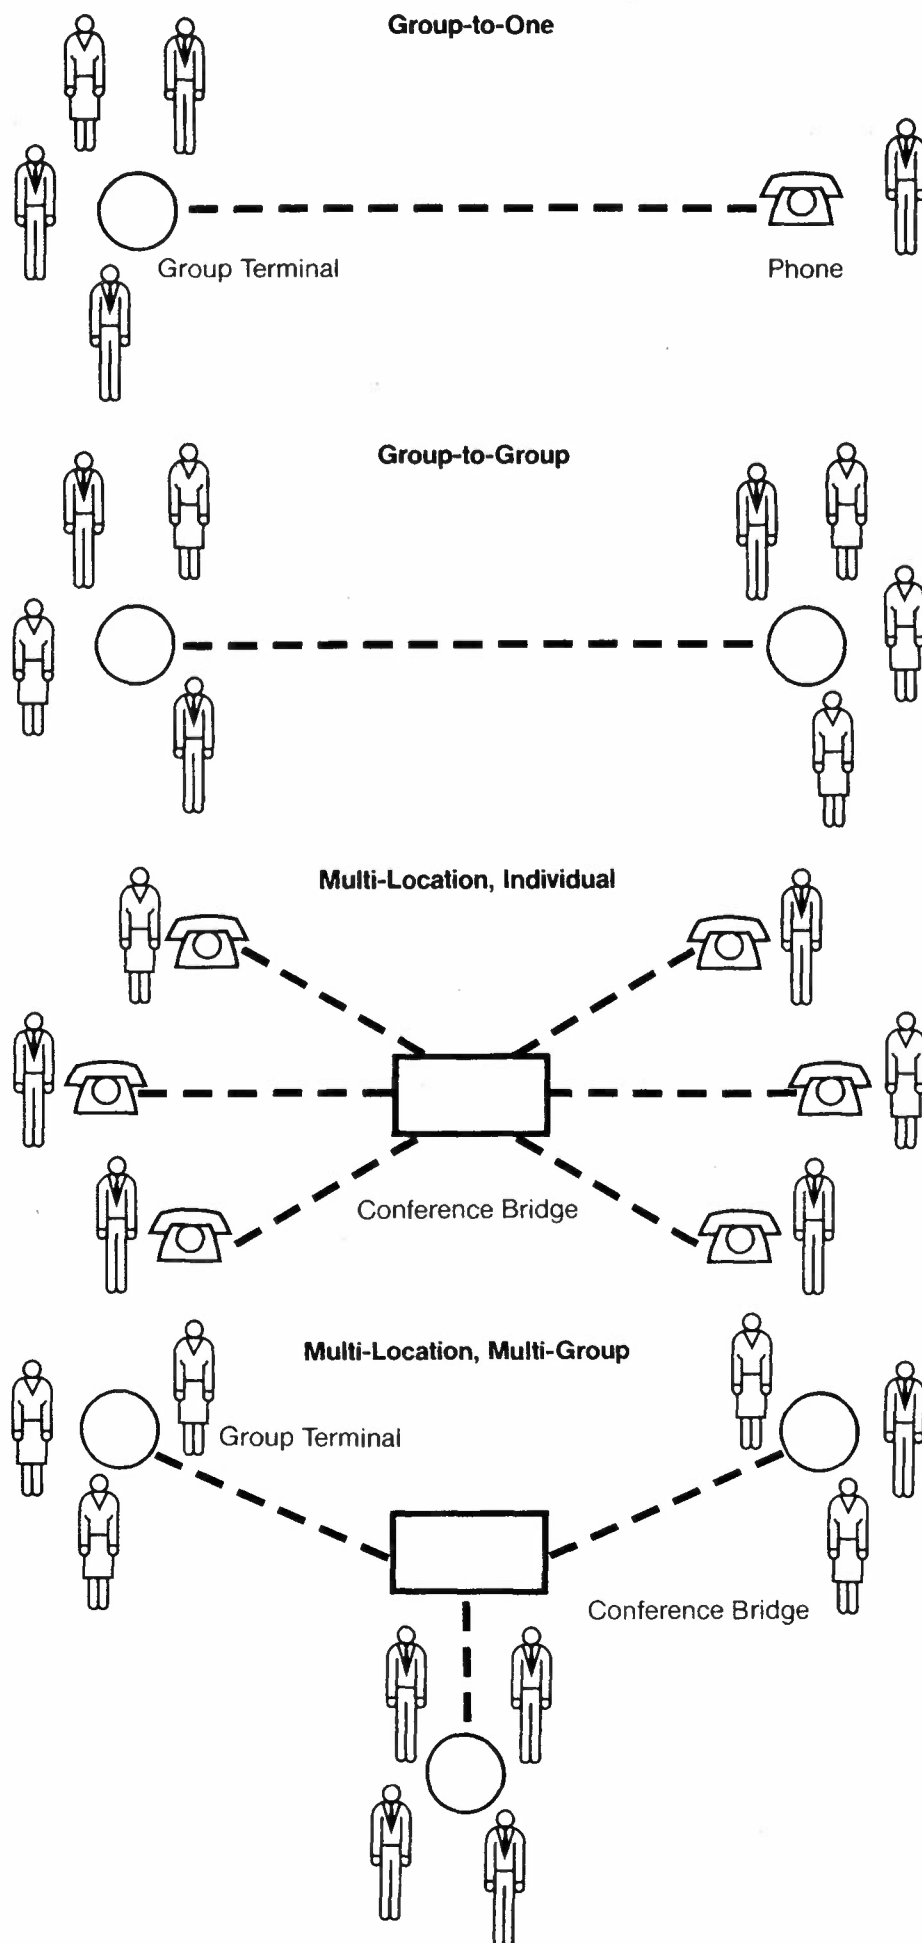 Group-to-One
Group Terminal
Phone
Group-to-Group
Multi-Location, Individual
Conference Bridge
Multi-Location, Multi-Group
Group Terminal
Conference Bridge